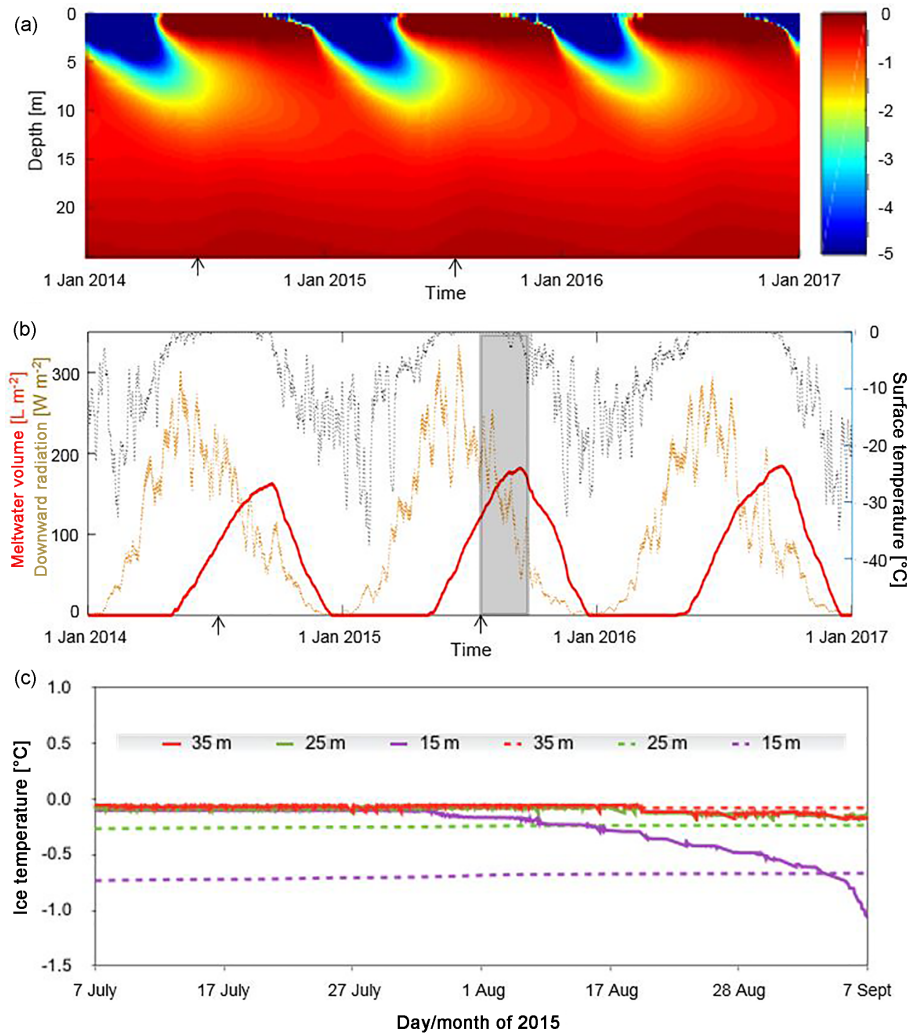 (a)
0
5
10
15
20
Depth [m]
1 Jan 2014
1 Jan 2015
1 Jan 2016
1 Jan 2017
Time
0
-1
-2
-3
-4
-5
(b)
Meltwater volume [L m-2]
Downward radiation [W m-2]
300
200
100
0
0
-10
-20
-30
-40
Surface temperature [°C]
1 Jan 2014
1 Jan 2015
1 Jan 2016
1 Jan 2017
Time
(c)
Ice temperature [°C]
1.0
0.5
0.0
-0.5
-1.0
-1.5
35 m 25 m 15 m 35 m 25 m 15 m
7 July 17 July 27 July 1 Aug 17 Aug 28 Aug 7 Sept
Day/month of 2015